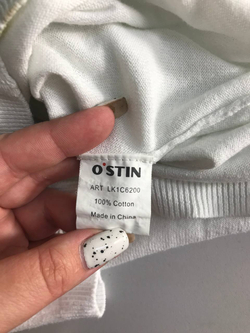 O'STIN
ART LK1C6200
100% Cotton
Made in China